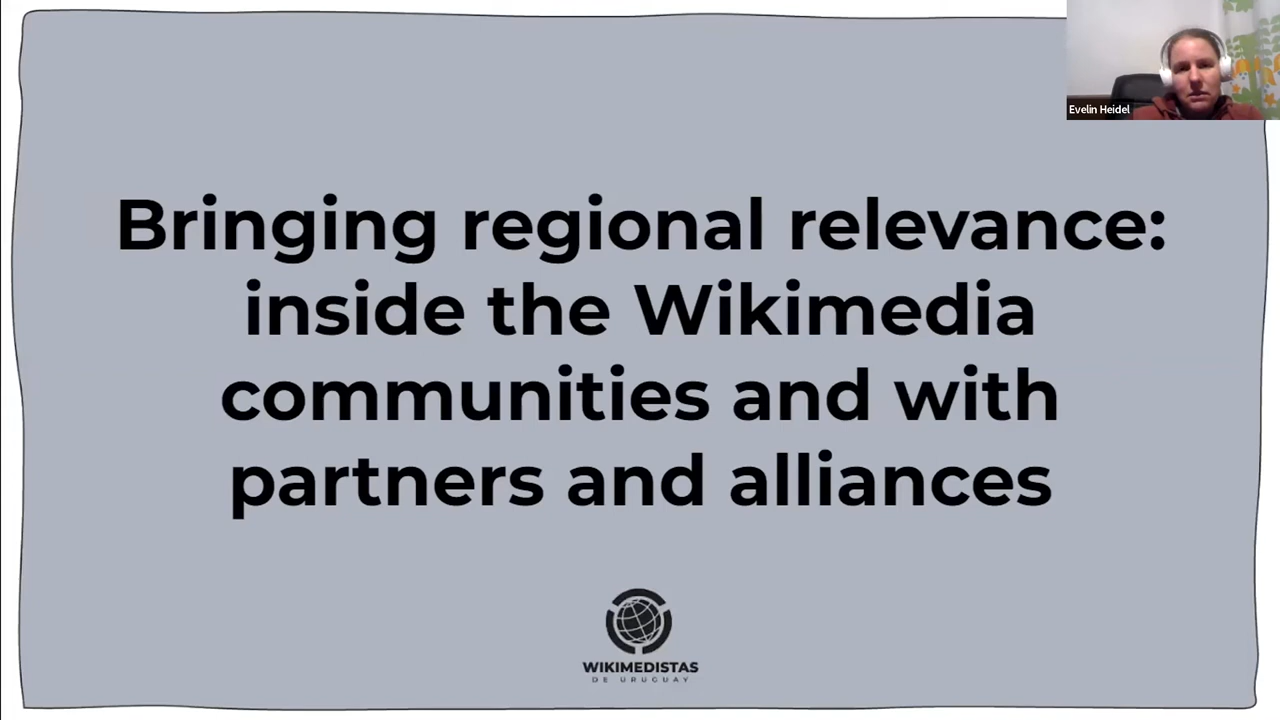 Evelin Heidel
Bringing regional relevance:
inside the Wikimedia
communities and with
partners and alliances
WIKIMEDISTAS
DE URUGUAY